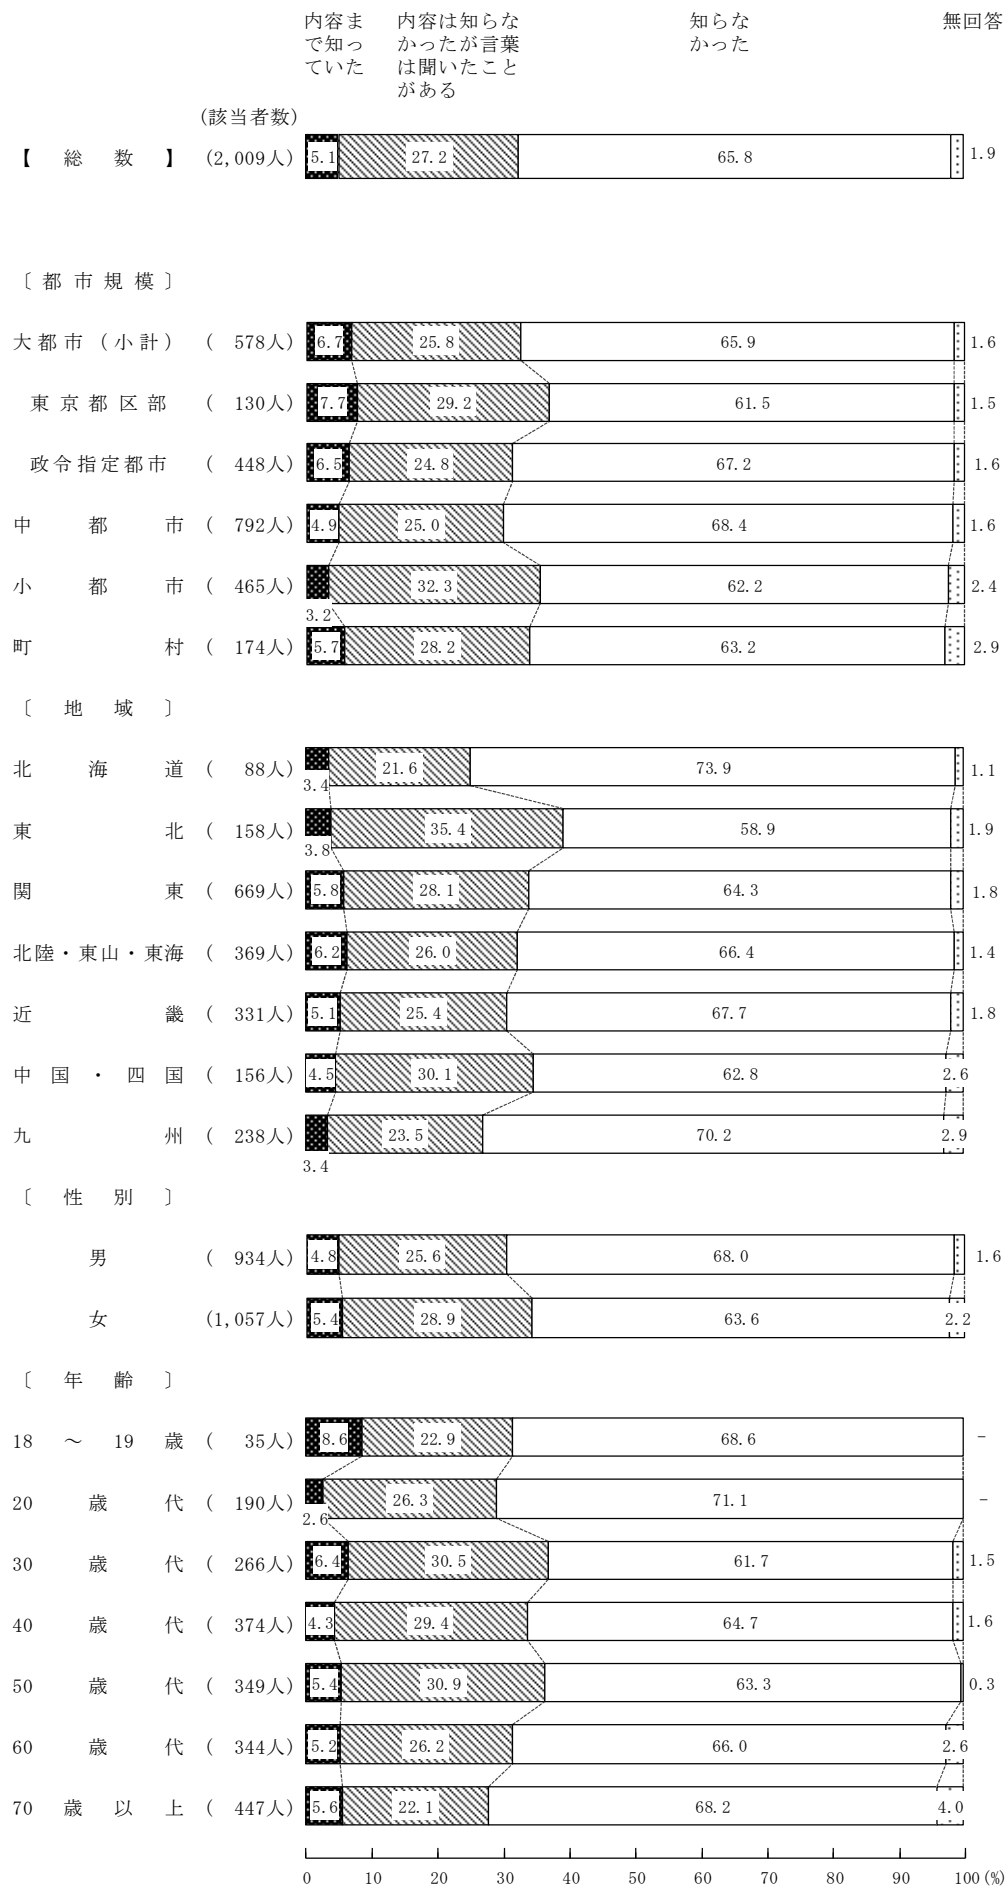 内容ま
で知っ
ていた
内容は知らな
かったが言葉
は聞いたこと
がある
知らな
かった
無回答
(該当者数)
【 総 数 】 (2,009人) 5.1 27.2 65.8 1.9
〔 都 市 規 模 〕
大都市(小計) ( 578人) 6.7 25.8 65.9 1.6
東京都区部 ( 130人) 7.7 29.2 61.5 1.5
政令指定都市 ( 448人) 6.5 24.8 67.2 1.6
中 都 市 ( 792人) 4.9 25.0 68.4 1.6
小 都 市 ( 465人) 3.2 32.3 62.2 2.4
町 村 ( 174人) 5.7 28.2 63.2 2.9
〔 地 域 〕
北 海 道 ( 88人) 3.4 21.6 73.9 1.1
東 北 ( 158人) 3.8 35.4 58.9 1.9
関 東 ( 669人) 5.8 28.1 64.3 1.8
北陸・東山・東海 ( 369人) 6.2 26.0 66.4 1.4
近 畿 ( 331人) 5.1 25.4 67.7 1.8
中 国 ・ 四 国 ( 156人) 4.5 30.1 62.8 2.6
九 州 ( 238人) 3.4 23.5 70.2 2.9
〔 性 別 〕
男 ( 934人) 4.8 25.6 68.0 1.6
女 (1,057人) 5.4 28.9 63.6 2.2
〔 年 齢 〕
18 ～ 19 歳 ( 35人) 8.6 22.9 68.6 -
20 歳 代 ( 190人) 2.6 26.3 71.1 -
30 歳 代 ( 266人) 6.4 30.5 61.7 1.5
40 歳 代 ( 374人) 4.3 29.4 64.7 1.6
50 歳 代 ( 349人) 5.4 30.9 63.3 0.3
60 歳 代 ( 344人) 5.2 26.2 66.0 2.6
70 歳 以 上 ( 447人) 5.6 22.1 68.2 4.0
0 10 20 30 40 50 60 70 80 90 100 (%)